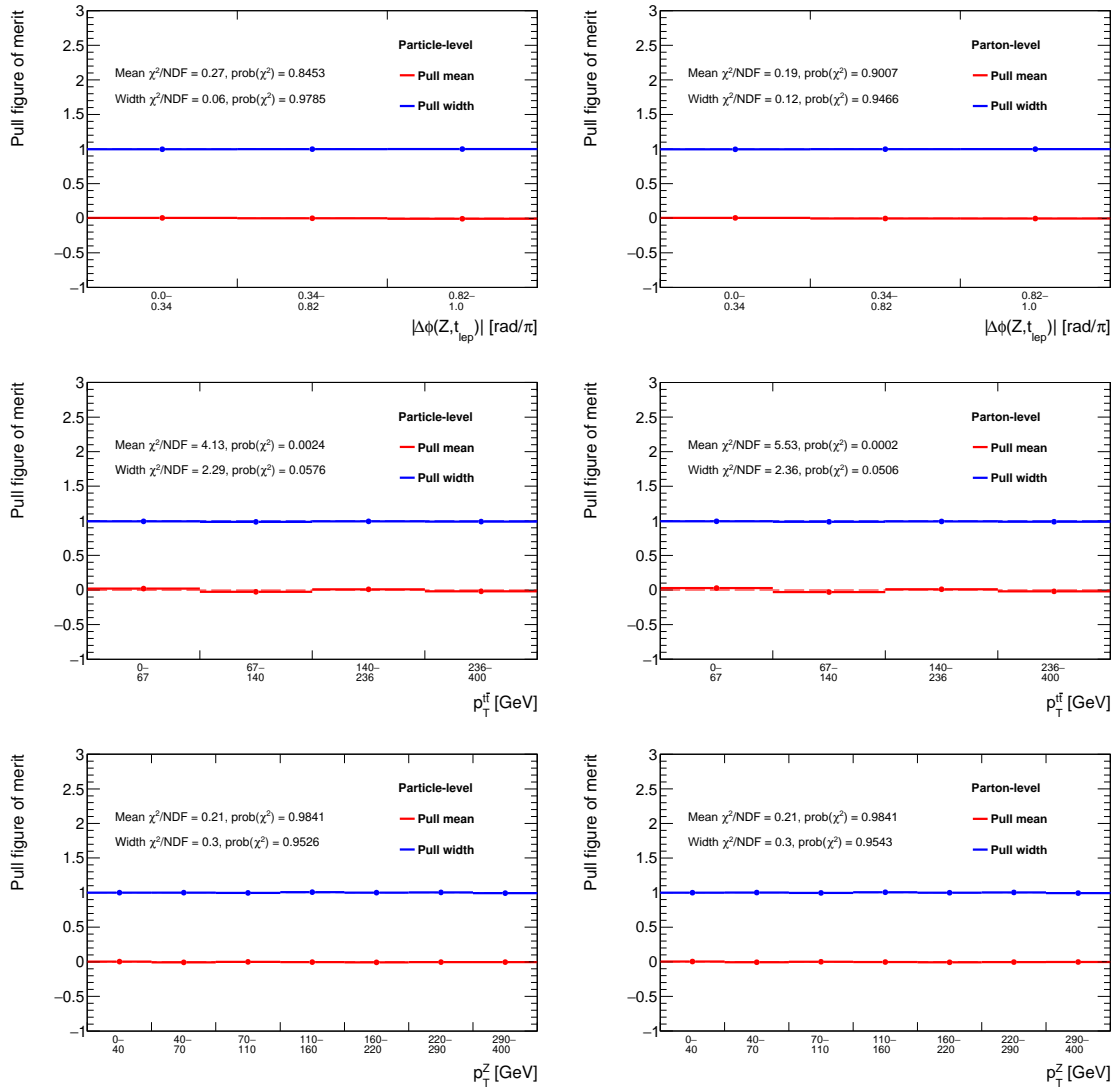 Pull figure of merit
3
2.5
2
1.5
1
0.5
0
−0.5
−1
Particle-level
Mean χ²/NDF = 0.27, prob(χ²) = 0.8453
Pull mean
Width χ²/NDF = 0.06, prob(χ²) = 0.9785
Pull width
0.0− 0.34− 0.82−
0.34 0.82 1.0
|Δϕ(Z,t_lep)| [rad/π]
Pull figure of merit
3
2.5
2
1.5
1
0.5
0
−0.5
−1
Parton-level
Mean χ²/NDF = 0.19, prob(χ²) = 0.9007
Pull mean
Width χ²/NDF = 0.12, prob(χ²) = 0.9466
Pull width
0.0− 0.34− 0.82−
0.34 0.82 1.0
|Δϕ(Z,t_lep)| [rad/π]
Pull figure of merit
3
2.5
2
1.5
1
0.5
0
−0.5
−1
Particle-level
Mean χ²/NDF = 4.13, prob(χ²) = 0.0024
Pull mean
Width χ²/NDF = 2.29, prob(χ²) = 0.0576
Pull width
0− 67− 140− 236−
67 140 236 400
p_T^tt̄ [GeV]
Pull figure of merit
3
2.5
2
1.5
1
0.5
0
−0.5
−1
Parton-level
Mean χ²/NDF = 5.53, prob(χ²) = 0.0002
Pull mean
Width χ²/NDF = 2.36, prob(χ²) = 0.0506
Pull width
0− 67− 140− 236−
67 140 236 400
p_T^tt̄ [GeV]
Pull figure of merit
3
2.5
2
1.5
1
0.5
0
−0.5
−1
Particle-level
Mean χ²/NDF = 0.21, prob(χ²) = 0.9841
Pull mean
Width χ²/NDF = 0.3, prob(χ²) = 0.9526
Pull width
0− 40− 70− 110− 160− 220− 290−
40 70 110 160 220 290 400
p_T^Z [GeV]
Pull figure of merit
3
2.5
2
1.5
1
0.5
0
−0.5
−1
Parton-level
Mean χ²/NDF = 0.21, prob(χ²) = 0.9841
Pull mean
Width χ²/NDF = 0.3, prob(χ²) = 0.9543
Pull width
0− 40− 70− 110− 160− 220− 290−
40 70 110 160 220 290 400
p_T^Z [GeV]